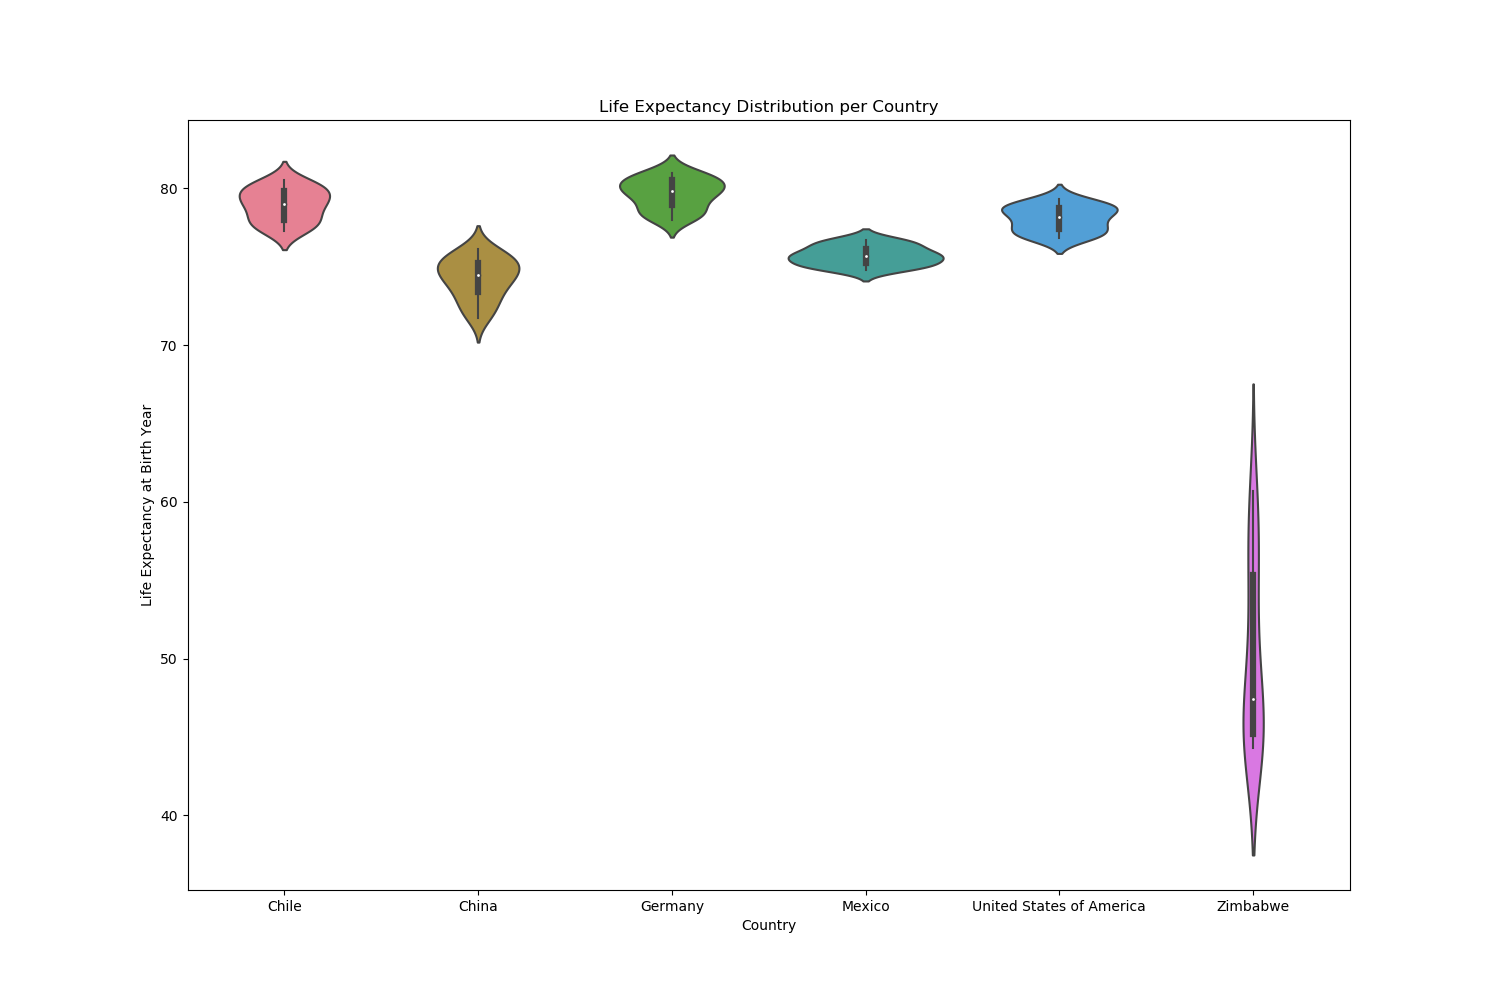 Life Expectancy Distribution per Country
Life Expectancy at Birth Year
80
70
60
50
40
Chile China Germany Mexico United States of America Zimbabwe
Country